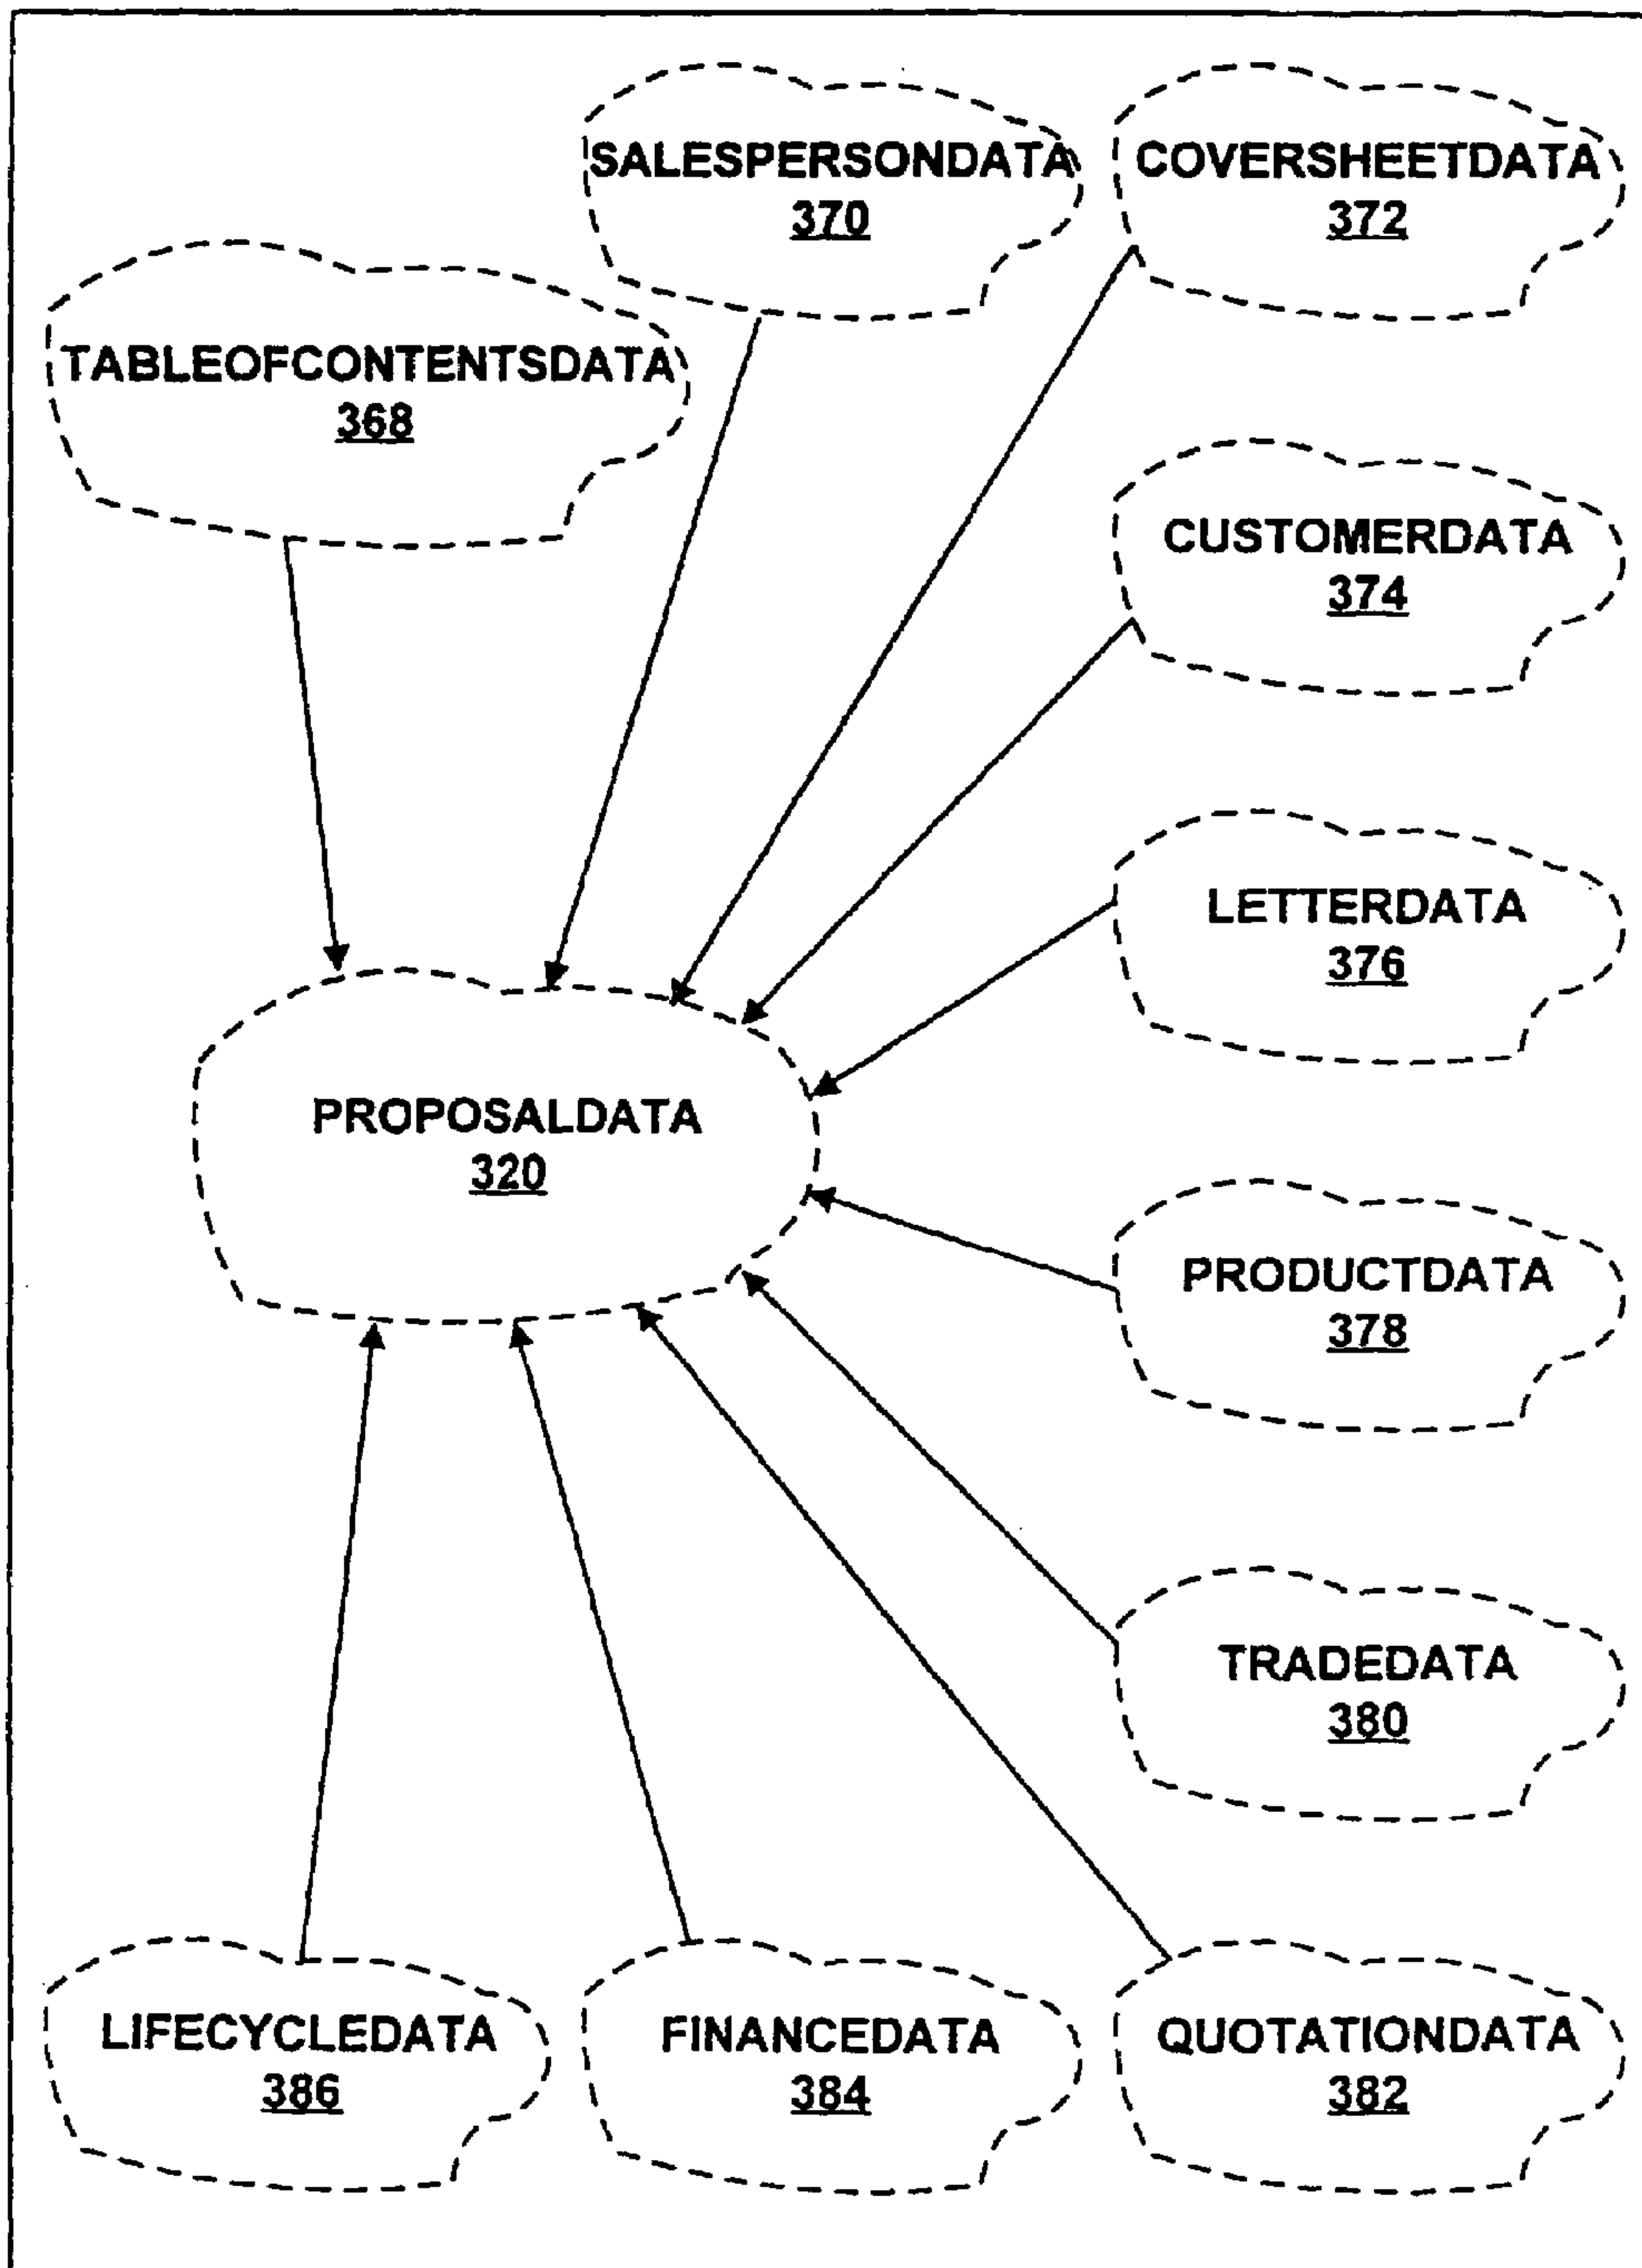 SALESPERSONDATA
370
COVERSHEETDATA
372
TABLEOFCONTENTSDATA
368
CUSTOMERDATA
374
LETTERDATA
376
PROPOSALDATA
320
PRODUCTDATA
378
TRADEDATA
380
LIFECYCLEDATA
386
FINANCEDATA
384
QUOTATIONDATA
382